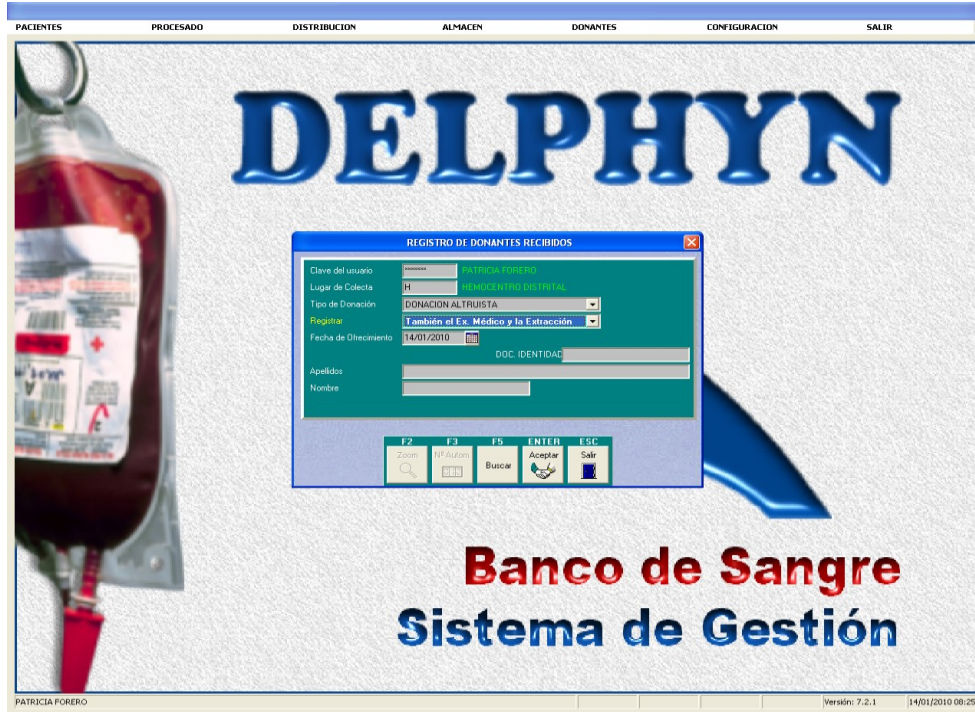 PACIENTES PROCESADO DISTRIBUCION ALMACEN DONANTES CONFIGURACION SALIR
DELPHYN
REGISTRO DE DONANTES RECIBIDOS
Clave del usuario ******* PATRICIA FORERO
Lugar de Colecta H HEMOCENTRO DISTRITAL
Tipo de Donación DONACION ALTRUISTA
Registrar También el Ex. Médico y la Extracción
Fecha de Ofrecimiento 14/01/2010
DOC. IDENTIDAD
Apellidos
Nombre
F2 F3 F5 ENTER ESC
Zoom Nº Autom. Buscar Aceptar Salir
Banco de Sangre
Sistema de Gestión
PATRICIA FORERO Versión: 7.2.1 14/01/2010 08:25